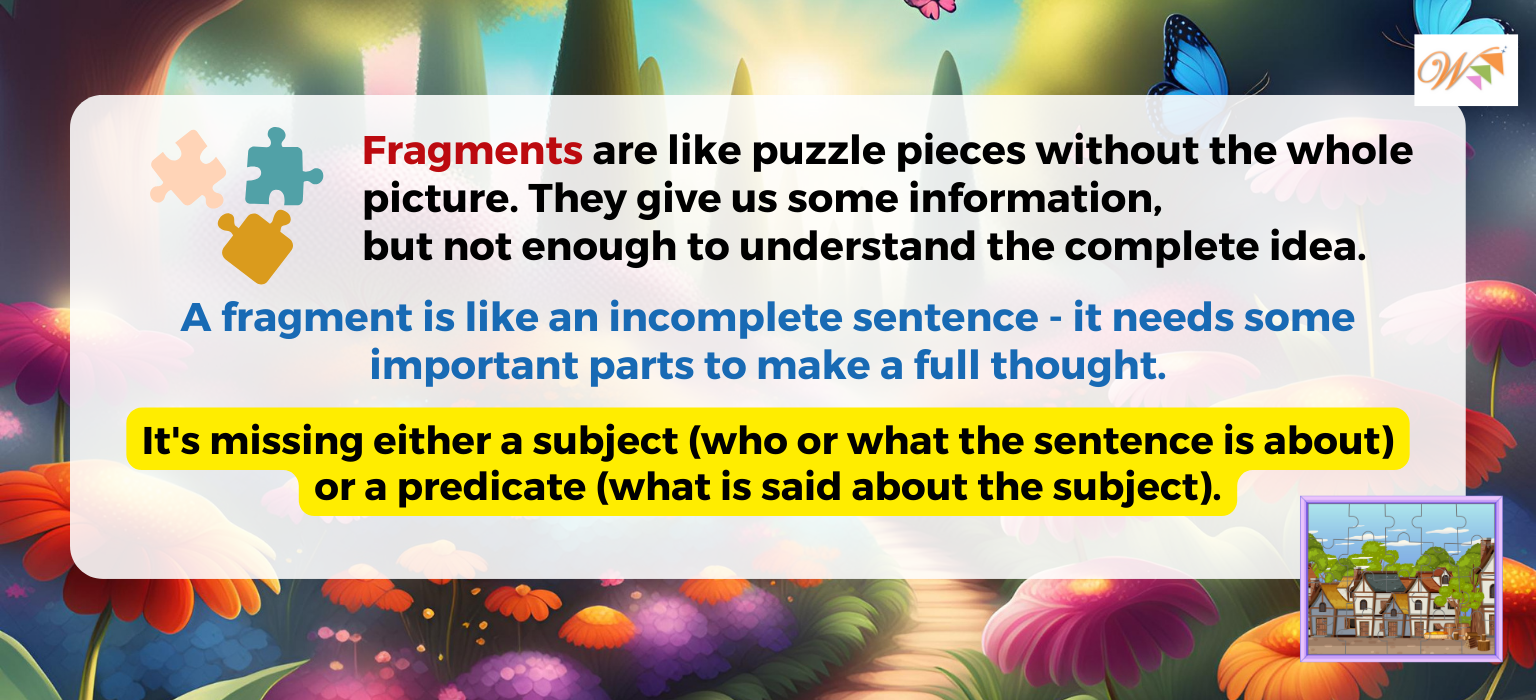 W
Fragments are like puzzle pieces without the whole
picture. They give us some information,
but not enough to understand the complete idea.
A fragment is like an incomplete sentence - it needs some
important parts to make a full thought.
It's missing either a subject (who or what the sentence is about)
or a predicate (what is said about the subject).